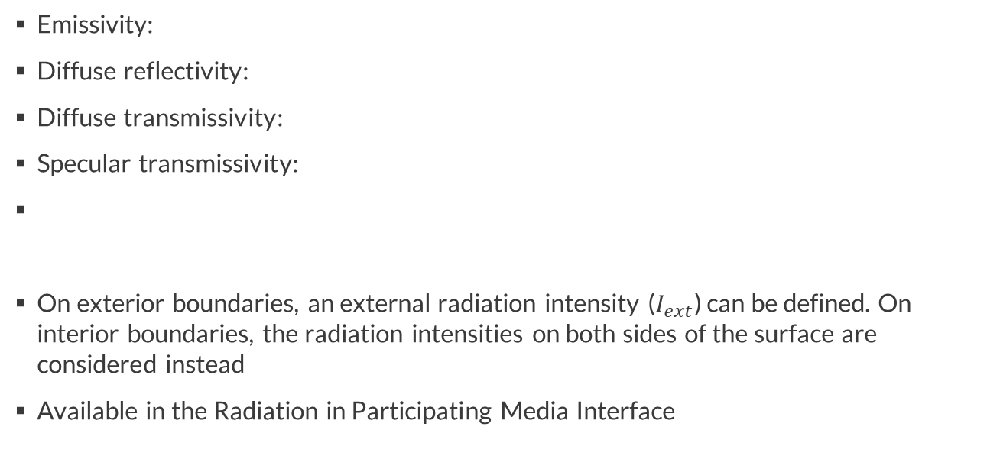 ▪ Emissivity:
▪ Diffuse reflectivity:
▪ Diffuse transmissivity:
▪ Specular transmissivity:
▪
▪ On exterior boundaries, an external radiation intensity (I_ext) can be defined. On
interior boundaries, the radiation intensities on both sides of the surface are
considered instead
▪ Available in the Radiation in Participating Media Interface